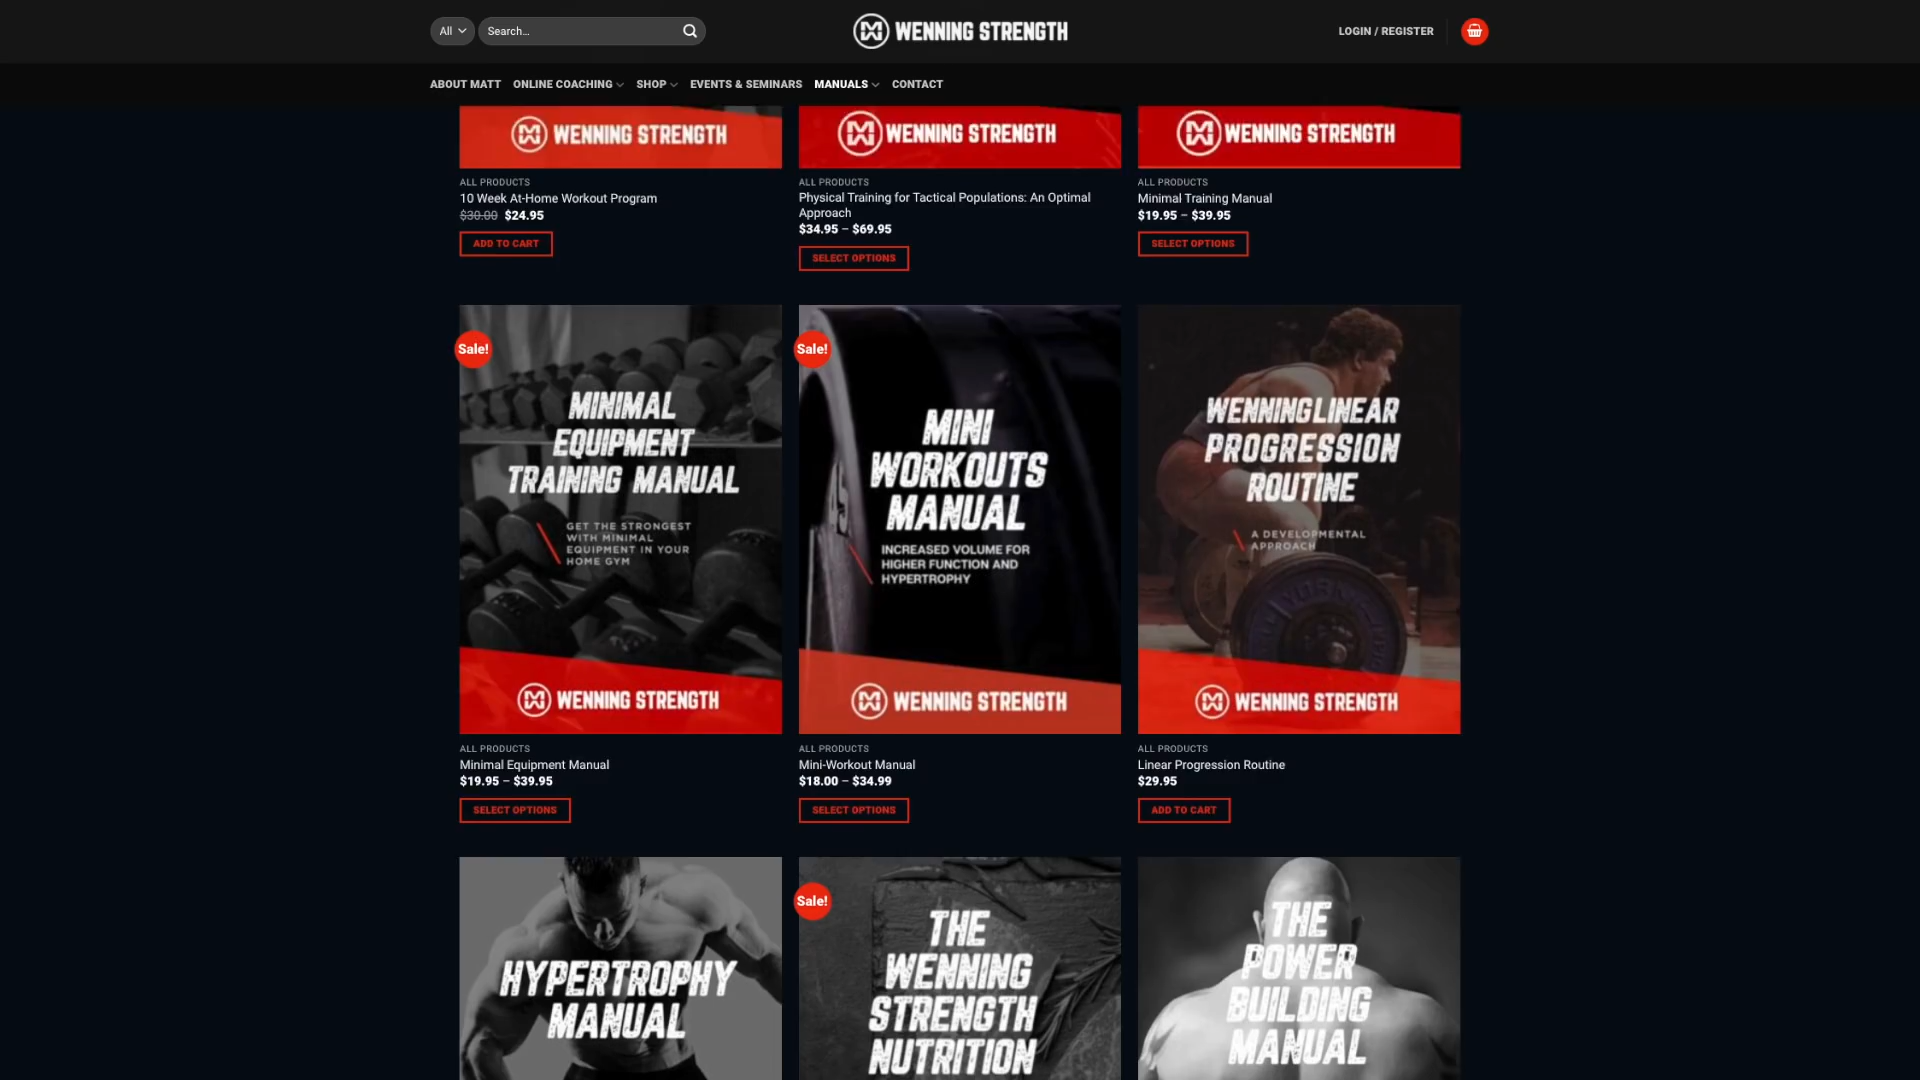 All
Search...
WENNING STRENGTH
LOGIN / REGISTER
ABOUT MATT
ONLINE COACHING
SHOP
EVENTS & SEMINARS
MANUALS
CONTACT
WENNING STRENGTH
WENNING STRENGTH
WENNING STRENGTH
ALL PRODUCTS
10 Week At-Home Workout Program
$30.00 $24.95
ADD TO CART
ALL PRODUCTS
Physical Training for Tactical Populations: An Optimal
Approach
$34.95 – $69.95
SELECT OPTIONS
ALL PRODUCTS
Minimal Training Manual
$19.95 – $39.95
SELECT OPTIONS
Sale!
MINIMAL
EQUIPMENT
TRAINING MANUAL
GET THE STRONGEST
WITH MINIMAL
EQUIPMENT IN YOUR
HOME GYM
WENNING STRENGTH
ALL PRODUCTS
Minimal Equipment Manual
$19.95 – $39.95
SELECT OPTIONS
Sale!
MINI
WORKOUTS
MANUAL
INCREASED VOLUME FOR
HIGHER FUNCTION AND
HYPERTROPHY
WENNING STRENGTH
ALL PRODUCTS
Mini-Workout Manual
$18.00 – $34.99
SELECT OPTIONS
WENNING LINEAR
PROGRESSION
ROUTINE
A DEVELOPMENTAL
APPROACH
YORK
WENNING STRENGTH
ALL PRODUCTS
Linear Progression Routine
$29.95
ADD TO CART
HYPERTROPHY
MANUAL
Sale!
THE
WENNING
STRENGTH
NUTRITION
THE
POWER
BUILDING
MANUAL